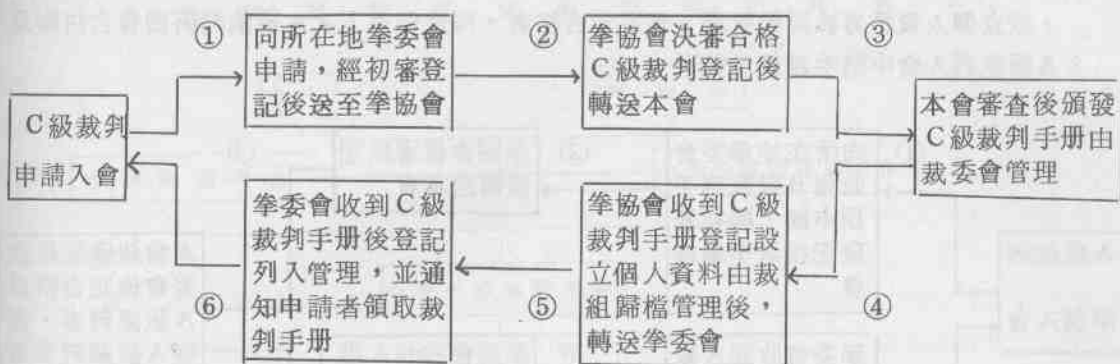 ①
向所在地拳委會
申請，經初審登
記後送至拳協會
②
拳協會決審合格
C級裁判登記後
轉送本會
③
本會審查後頒發
C級裁判手册由
裁委會管理
④
拳協會收到C級
裁判手册登記設
立個人資料由裁
組歸檔管理後，
轉送拳委會
⑤
拳委會收到C級
裁判手册後登記
列入管理，並通
知申請者領取裁
判手册
⑥
C級裁判
申請入會